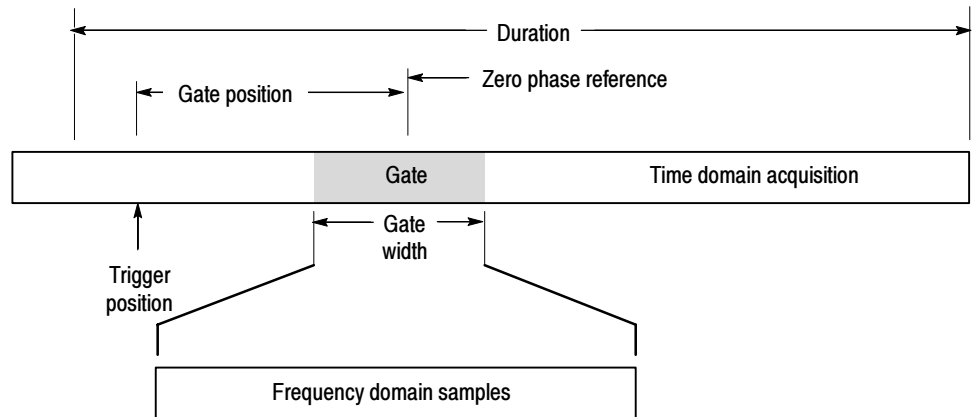 Duration
Zero phase reference
Gate position
Gate
Time domain acquisition
Gate
width
Trigger
position
Frequency domain samples